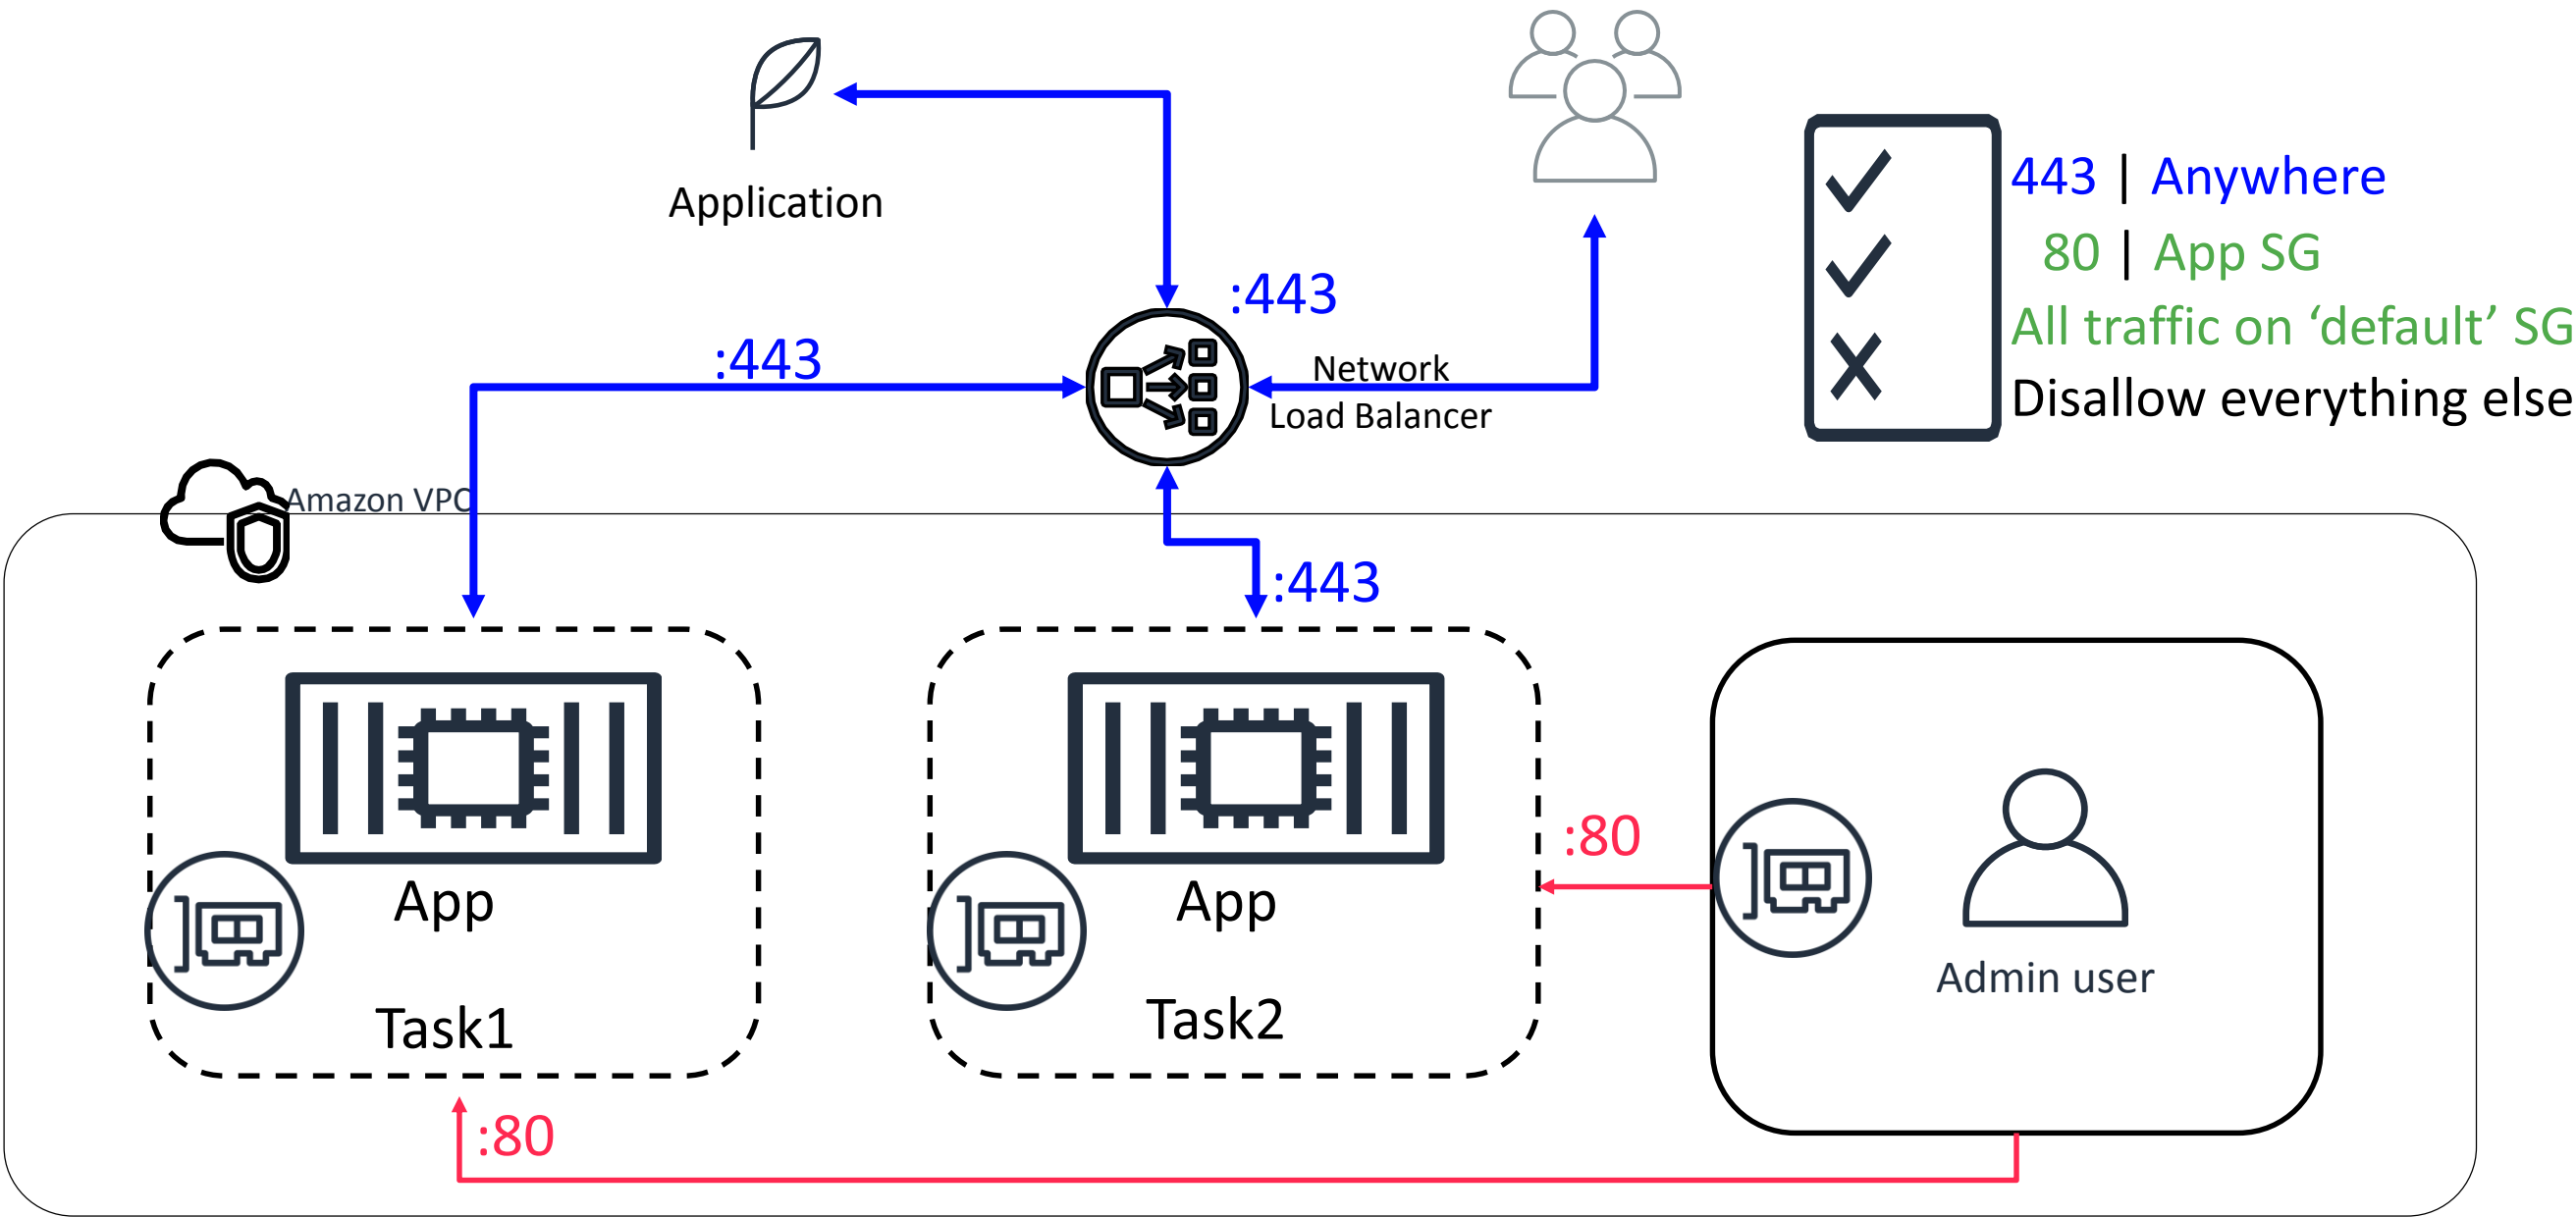 Application
443 | Anywhere
80 | App SG
All traffic on ‘default’ SG
Disallow everything else
:443
:443
Network
Load Balancer
Amazon VPC
:443
:80
App
App
Admin user
Task1
Task2
:80